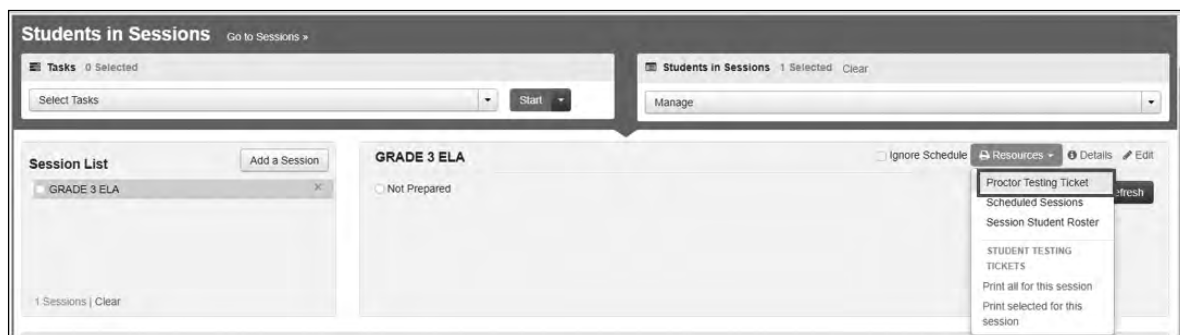 Students in Sessions Go to Sessions »
Tasks 0 Selected
Select Tasks
Start
Students in Sessions 1 Selected Clear
Manage
Session List
Add a Session
GRADE 3 ELA
1 Sessions | Clear
GRADE 3 ELA
Not Prepared
Ignore Schedule Resources Details Edit
Proctor Testing Ticket
Scheduled Sessions
Session Student Roster
STUDENT TESTING
TICKETS
Print all for this session
Print selected for this
session
efresh